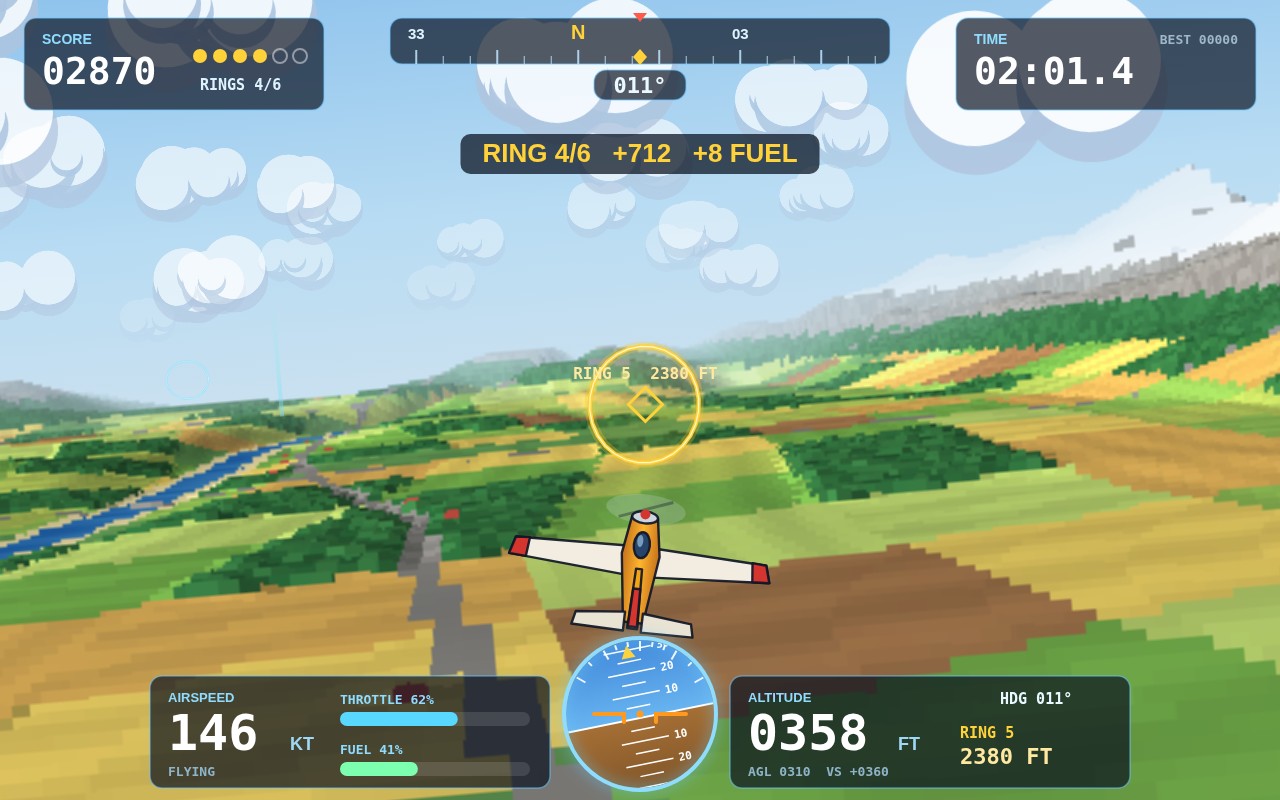 SCORE
02870
RINGS 4/6
33 N 03
011°
TIME
BEST 00000
02:01.4
RING 4/6 +712 +8 FUEL
RING 5 2380 FT
AIRSPEED
146 KT
FLYING
THROTTLE 62%
FUEL 41%
20
10
10
20
ALTITUDE
0358 FT
AGL 0310 VS +0360
HDG 011°
RING 5
2380 FT